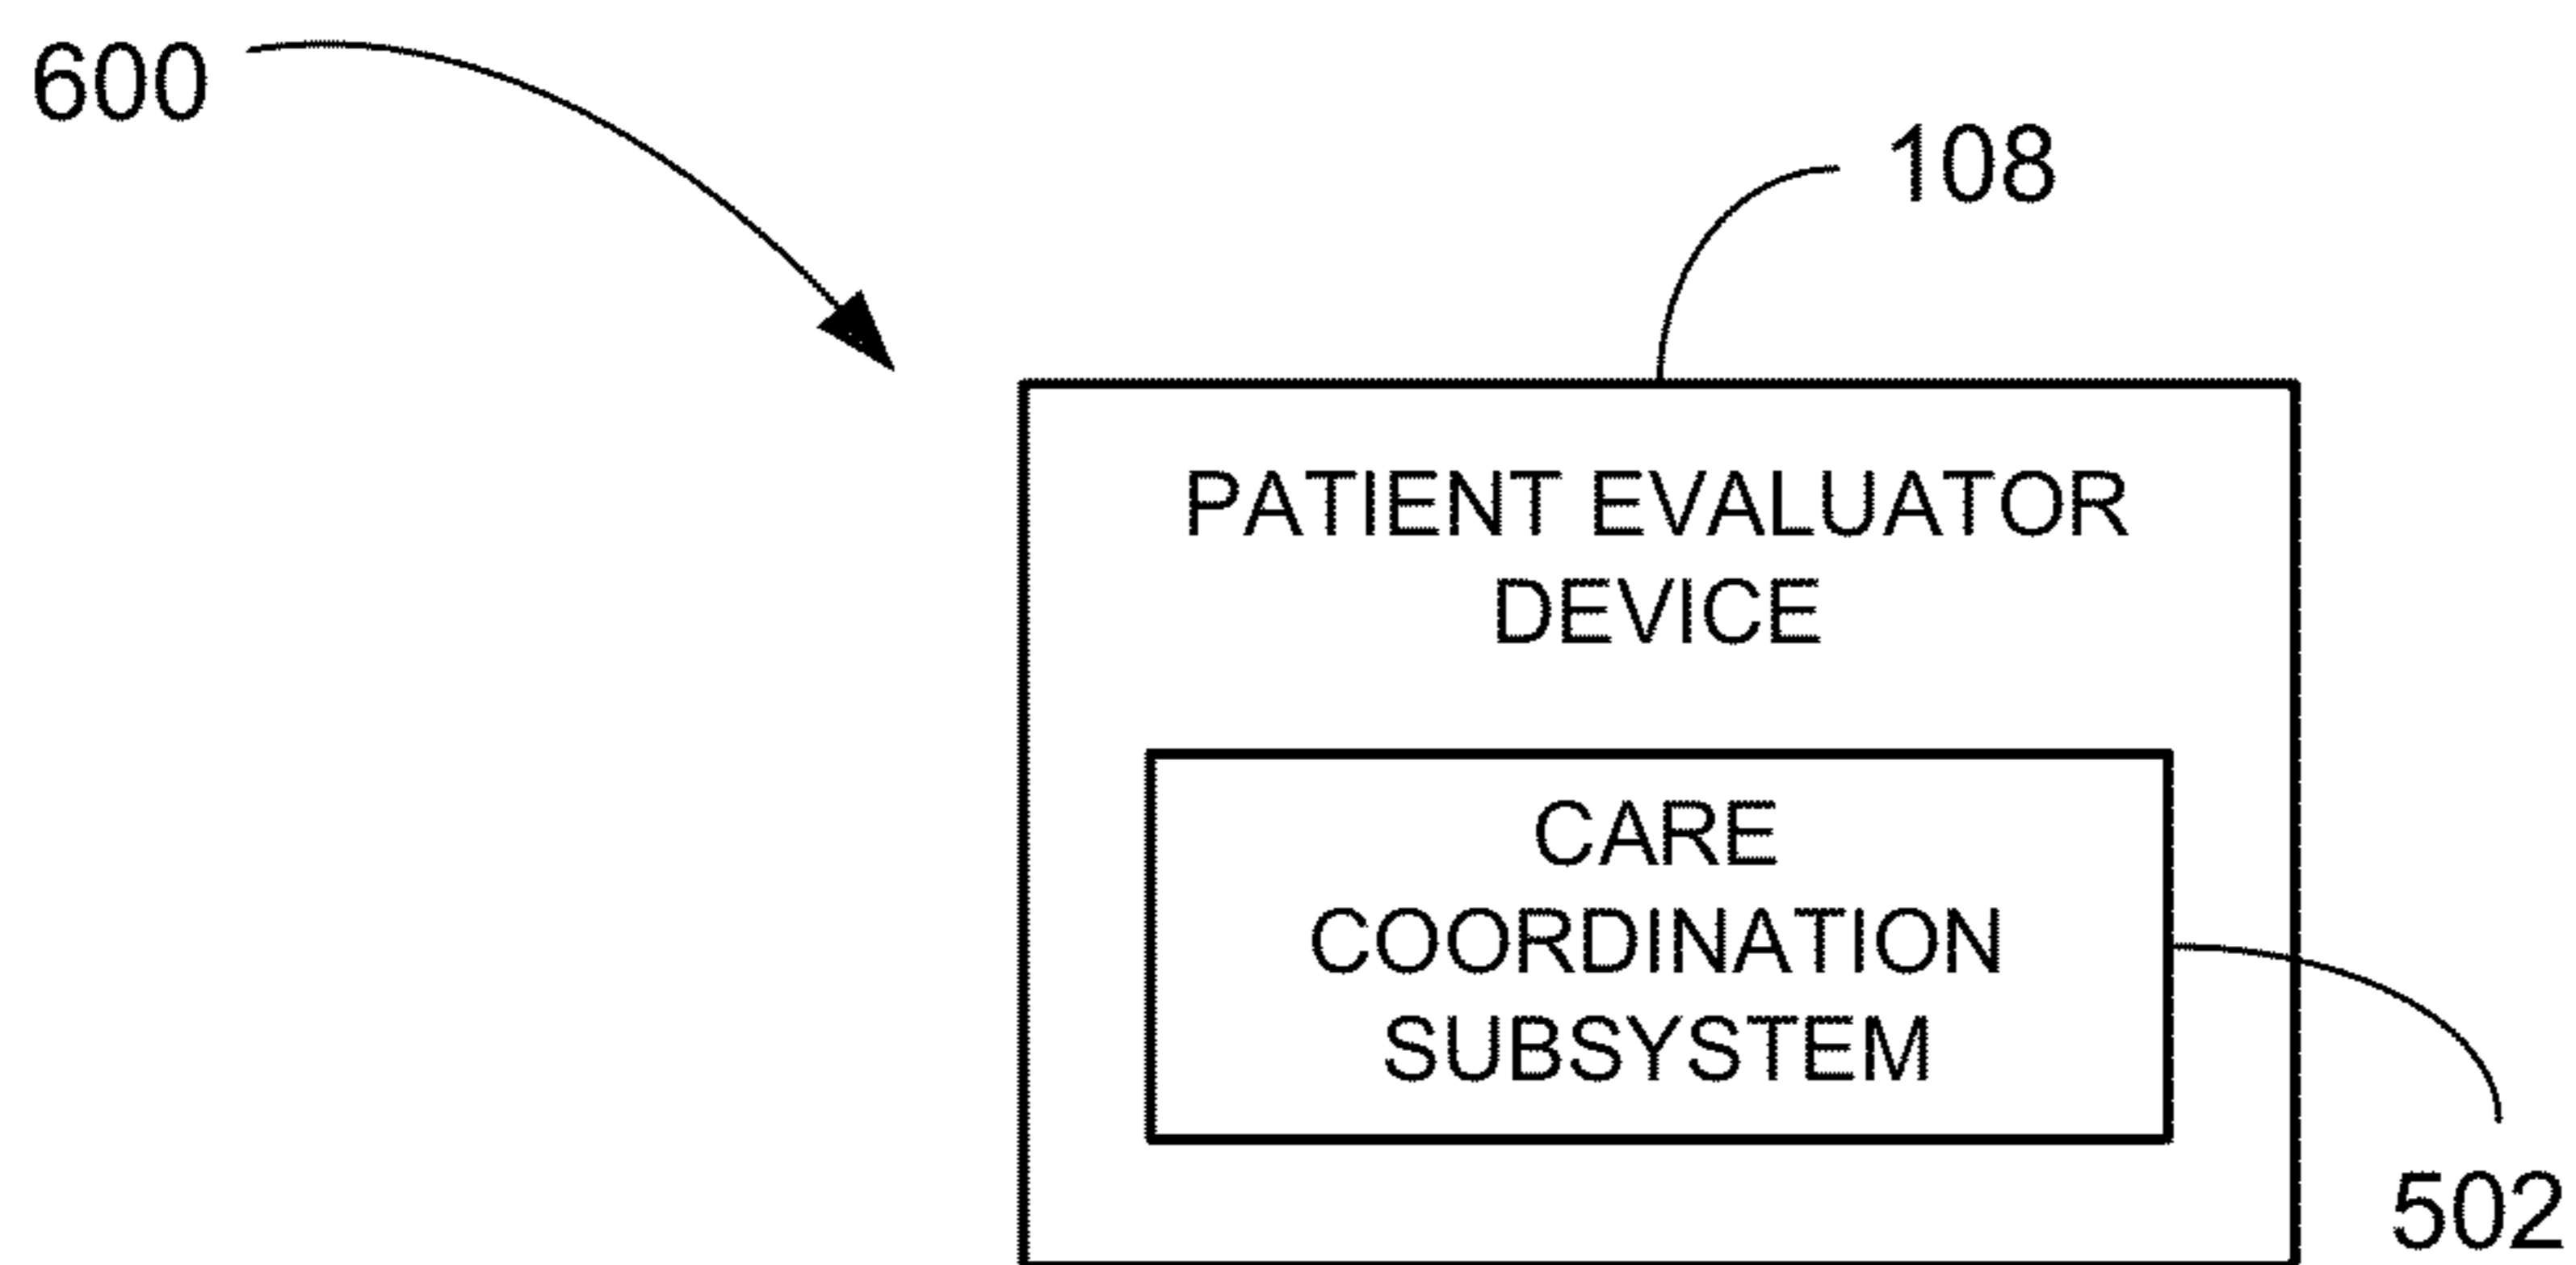 600
108
PATIENT EVALUATOR
DEVICE
CARE
COORDINATION
SUBSYSTEM
502